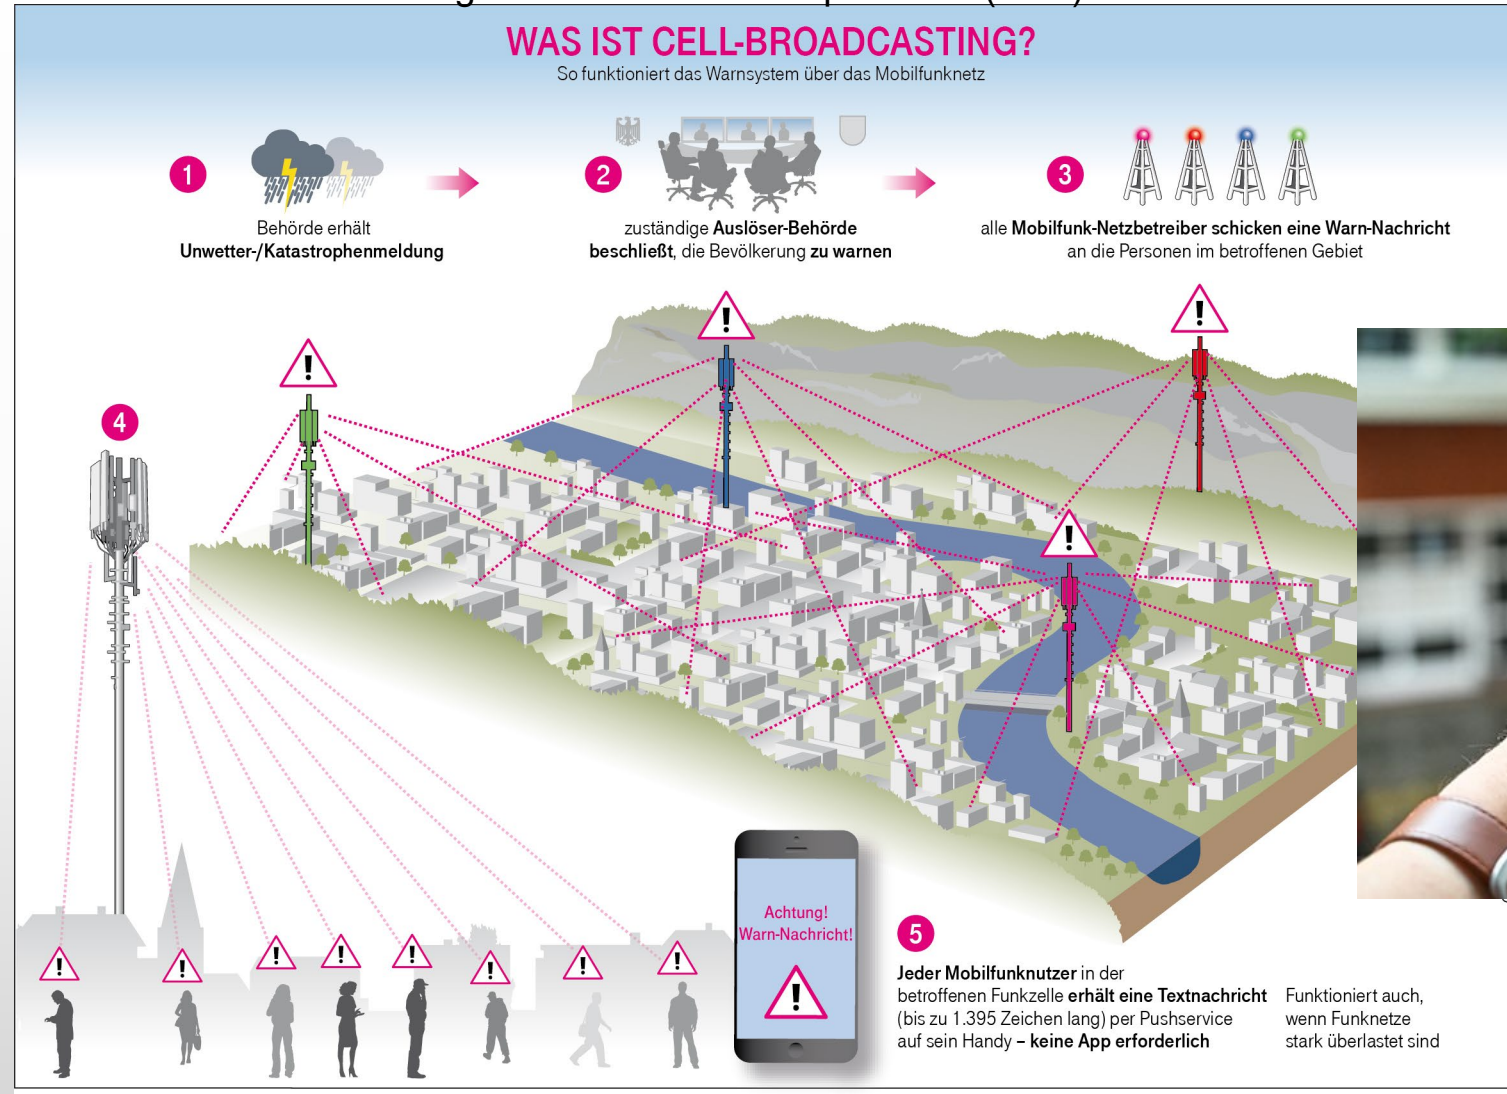 WAS IST CELL-BROADCASTING?
So funktioniert das Warnsystem über das Mobilfunknetz
1
Behörde erhält
Unwetter-/Katastrophenmeldung
2
zuständige Auslöser-Behörde
beschließt, die Bevölkerung zu warnen
3
alle Mobilfunk-Netzbetreiber schicken eine Warn-Nachricht
an die Personen im betroffenen Gebiet
!
!
!
!
4
!
!
!
!
!
!
!
!
Achtung!
Warn-Nachricht!
!
5
Jeder Mobilfunknutzer in der
betroffenen Funkzelle erhält eine Textnachricht
(bis zu 1.395 Zeichen lang) per Pushservice
auf sein Handy – keine App erforderlich
Funktioniert auch,
wenn Funknetze
stark überlastet sind